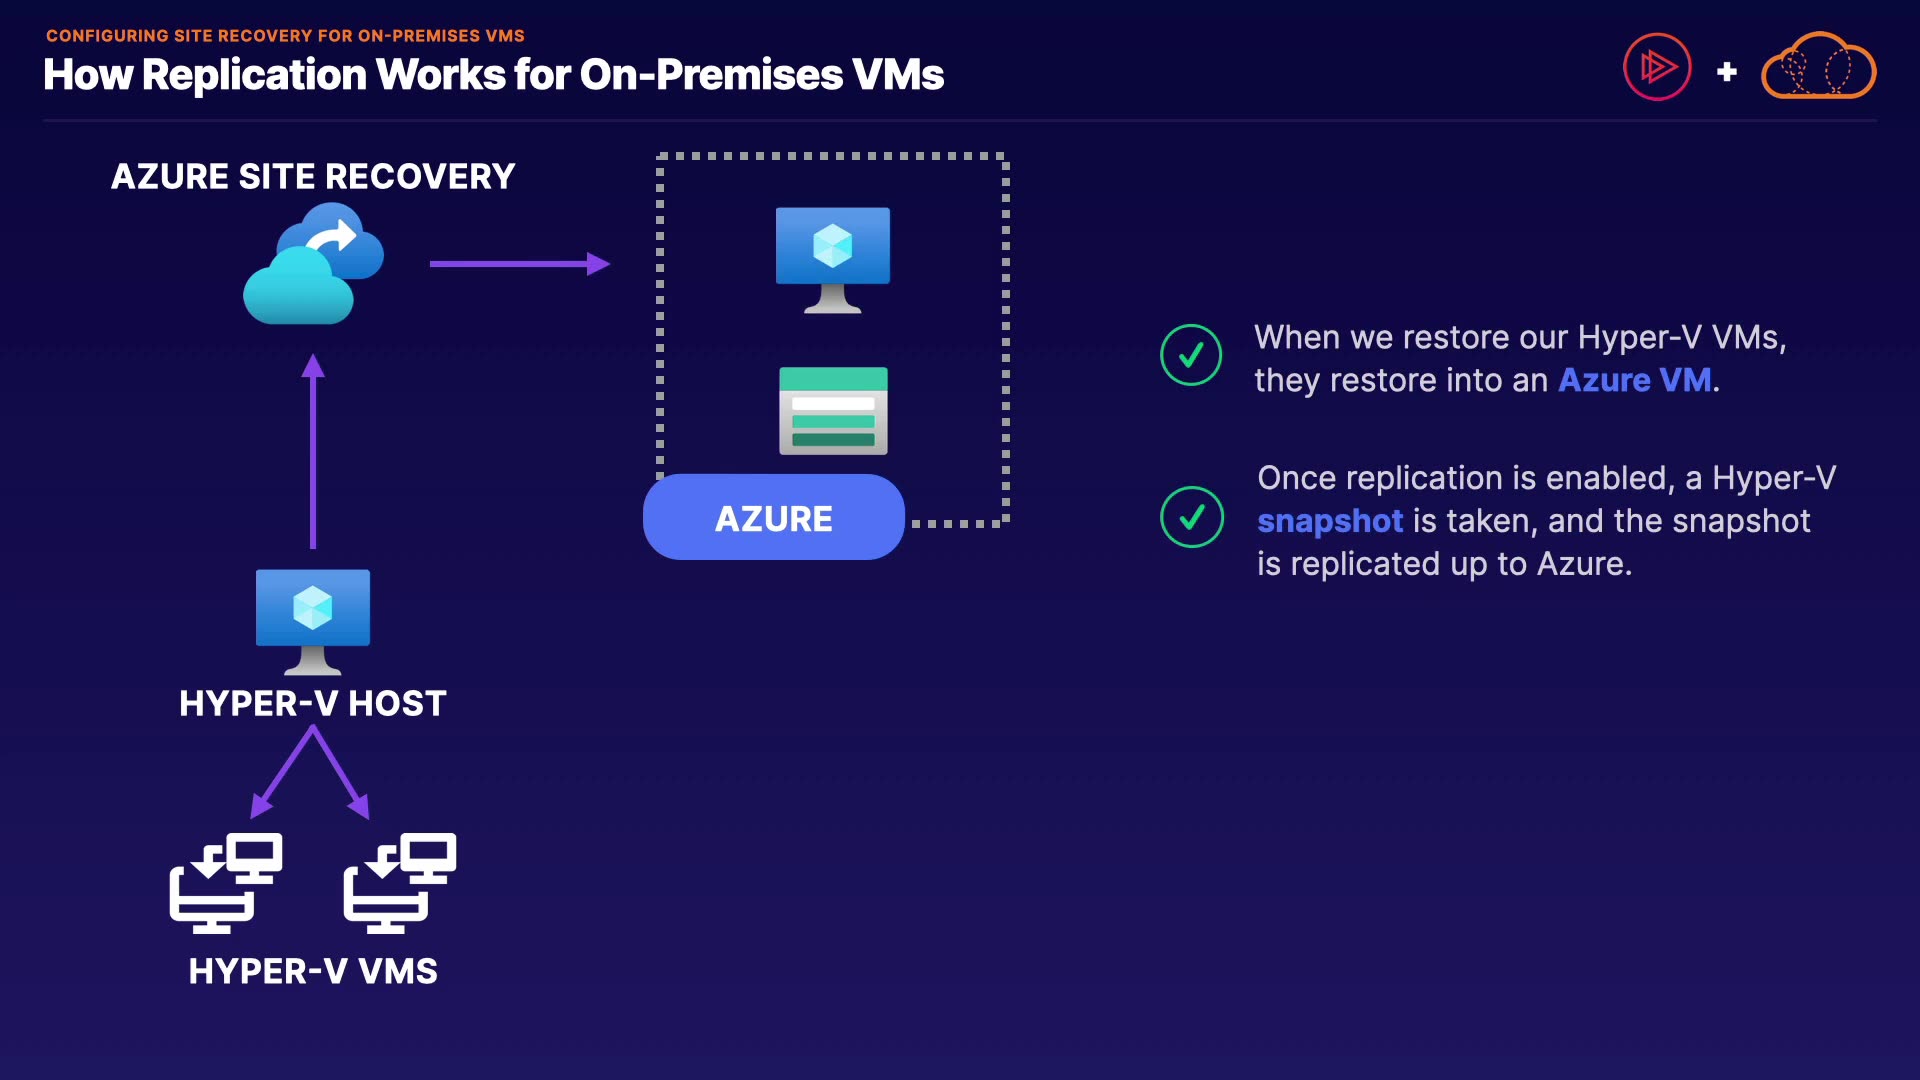 CONFIGURING SITE RECOVERY FOR ON-PREMISES VMS
How Replication Works for On-Premises VMs
AZURE SITE RECOVERY
AZURE
HYPER-V HOST
HYPER-V VMS
When we restore our Hyper-V VMs,
they restore into an Azure VM.
Once replication is enabled, a Hyper-V
snapshot is taken, and the snapshot
is replicated up to Azure.